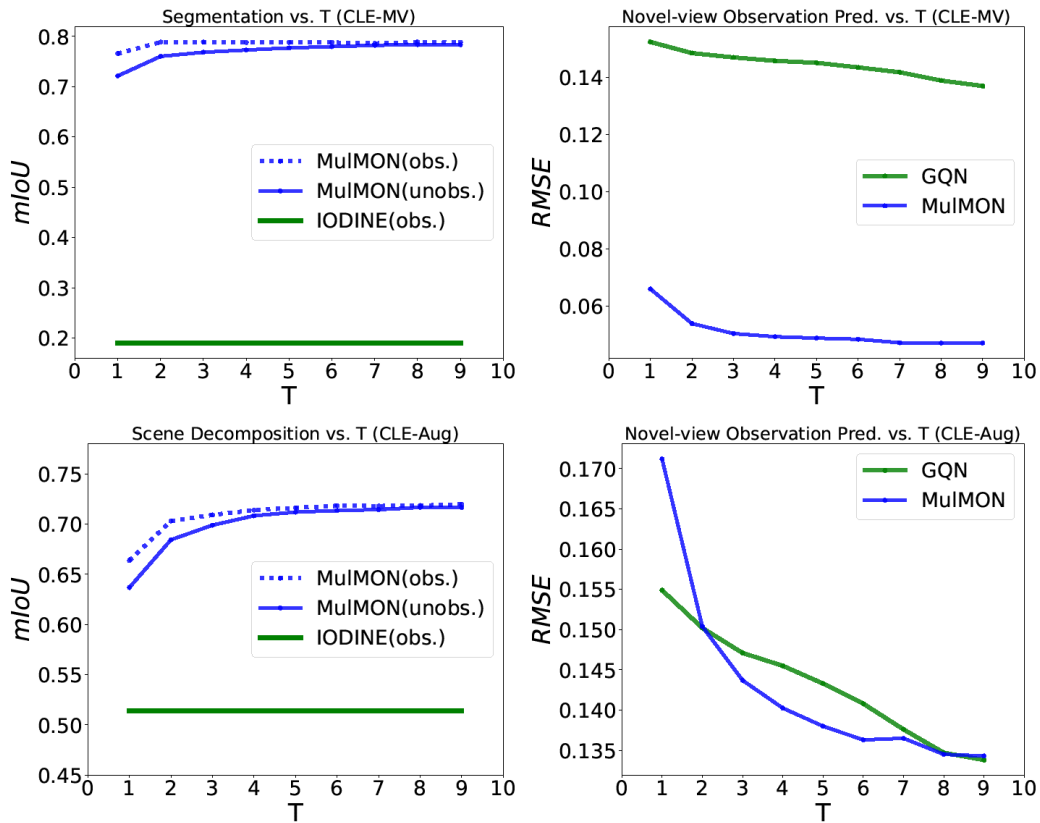 Segmentation vs. T (CLE-MV)
0.8
0.7
0.6
0.5
0.4
0.3
0.2
mIoU
MulMON(obs.)
MulMON(unobs.)
IODINE(obs.)
0 1 2 3 4 5 6 7 8 9 10
T
Novel-view Observation Pred. vs. T (CLE-MV)
0.14
0.12
0.10
0.08
0.06
RMSE
GQN
MulMON
0 1 2 3 4 5 6 7 8 9 10
T
Scene Decomposition vs. T (CLE-Aug)
0.75
0.70
0.65
0.60
0.55
0.50
0.45
mIoU
MulMON(obs.)
MulMON(unobs.)
IODINE(obs.)
0 1 2 3 4 5 6 7 8 9 10
T
Novel-view Observation Pred. vs. T (CLE-Aug)
0.170
0.165
0.160
0.155
0.150
0.145
0.140
0.135
RMSE
GQN
MulMON
0 1 2 3 4 5 6 7 8 9 10
T